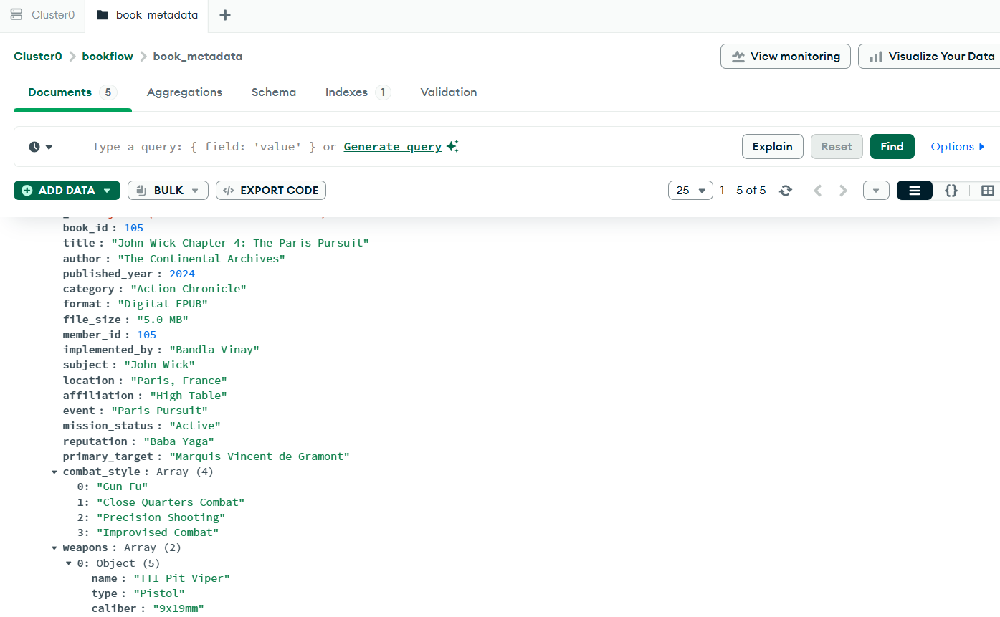 Cluster0
book_metadata
Cluster0 > bookflow > book_metadata
View monitoring
Visualize Your Data
Documents 5
Aggregations
Schema
Indexes 1
Validation
Type a query: { field: 'value' } or Generate query
Explain
Reset
Find
Options
ADD DATA
BULK
EXPORT CODE
25
1 – 5 of 5
book_id : 105
title : "John Wick Chapter 4: The Paris Pursuit"
author : "The Continental Archives"
published_year : 2024
category : "Action Chronicle"
format : "Digital EPUB"
file_size : "5.0 MB"
member_id : 105
implemented_by : "Bandla Vinay"
subject : "John Wick"
location : "Paris, France"
affiliation : "High Table"
event : "Paris Pursuit"
mission_status : "Active"
reputation : "Baba Yaga"
primary_target : "Marquis Vincent de Gramont"
combat_style : Array (4)
0: "Gun Fu"
1: "Close Quarters Combat"
2: "Precision Shooting"
3: "Improvised Combat"
weapons : Array (2)
0: Object (5)
name : "TTI Pit Viper"
type : "Pistol"
caliber : "9x19mm"